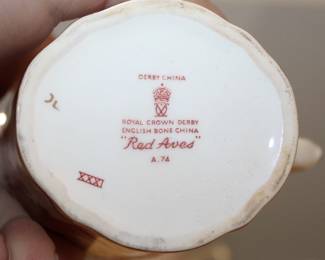 DERBY CHINA
ROYAL CROWN DERBY
ENGLISH BONE CHINA
"Red Aves"
A. 74
XXXI